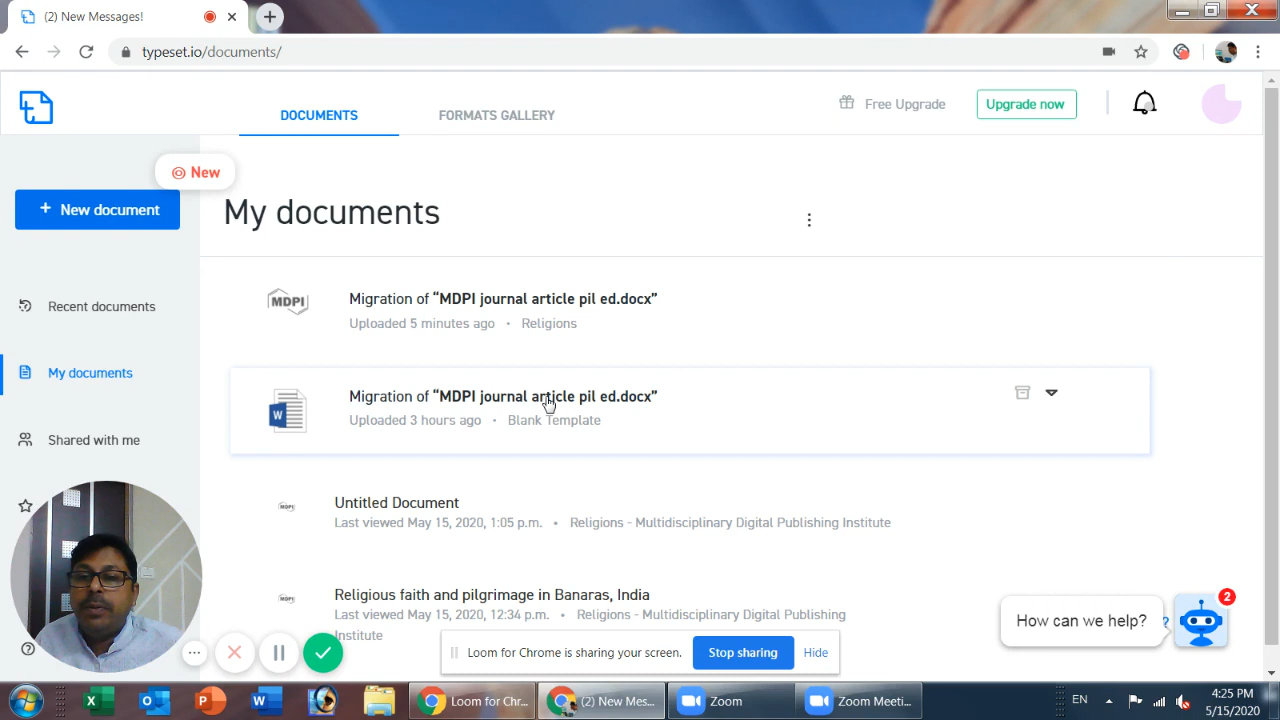 (2) New Messages!
typeset.io/documents/
DOCUMENTS
FORMATS GALLERY
Free Upgrade
Upgrade now
New
+ New document
My documents
Recent documents
My documents
Shared with me
MDPI
Migration of “MDPI journal article pil ed.docx”
Uploaded 5 minutes ago • Religions
W
Migration of “MDPI journal article pil ed.docx”
Uploaded 3 hours ago • Blank Template
MDPI
Untitled Document
Last viewed May 15, 2020, 1:05 p.m. • Religions - Multidisciplinary Digital Publishing Institute
MDPI
Religious faith and pilgrimage in Banaras, India
Last viewed May 15, 2020, 12:34 p.m. • Religions - Multidisciplinary Digital Publishing
Institute
How can we help?
2
Loom for Chrome is sharing your screen.
Stop sharing
Hide
Loom for Chr...
(2) New Mes...
Zoom
Zoom Meeti...
EN
4:25 PM
5/15/2020